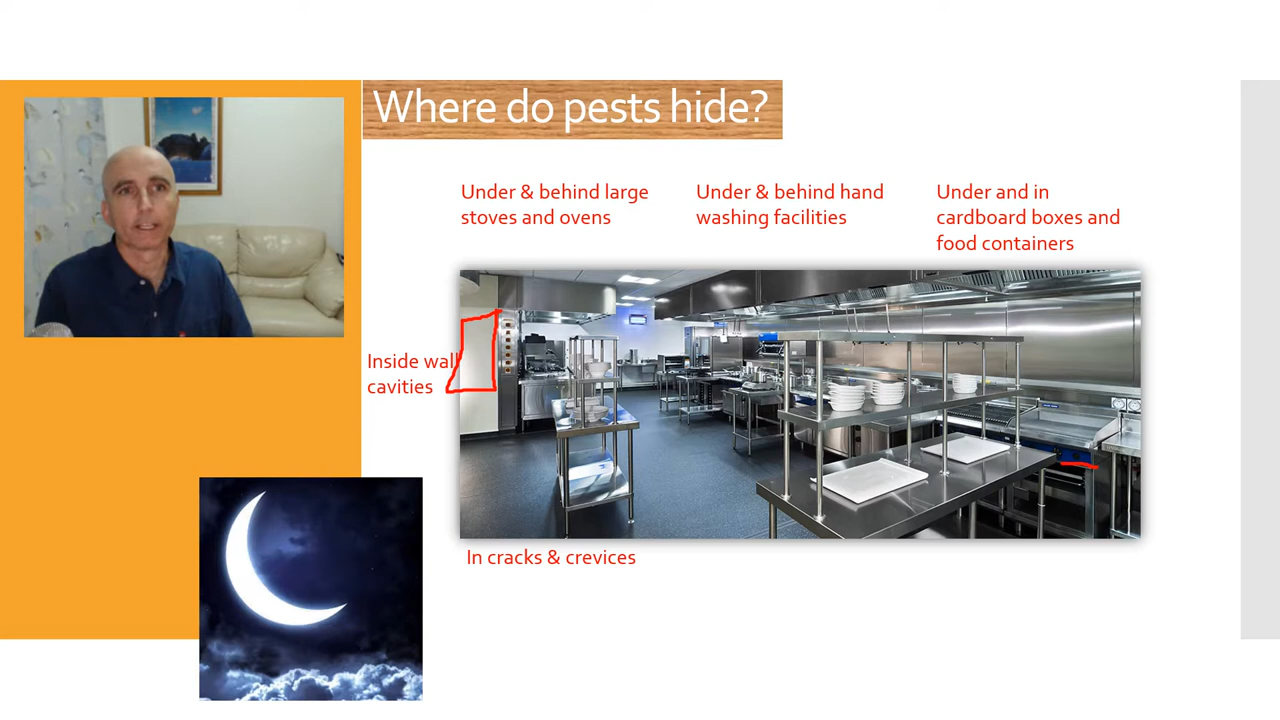 Where do pests hide?
Under & behind large
stoves and ovens
Under & behind hand
washing facilities
Under and in
cardboard boxes and
food containers
Inside wall
cavities
In cracks & crevices